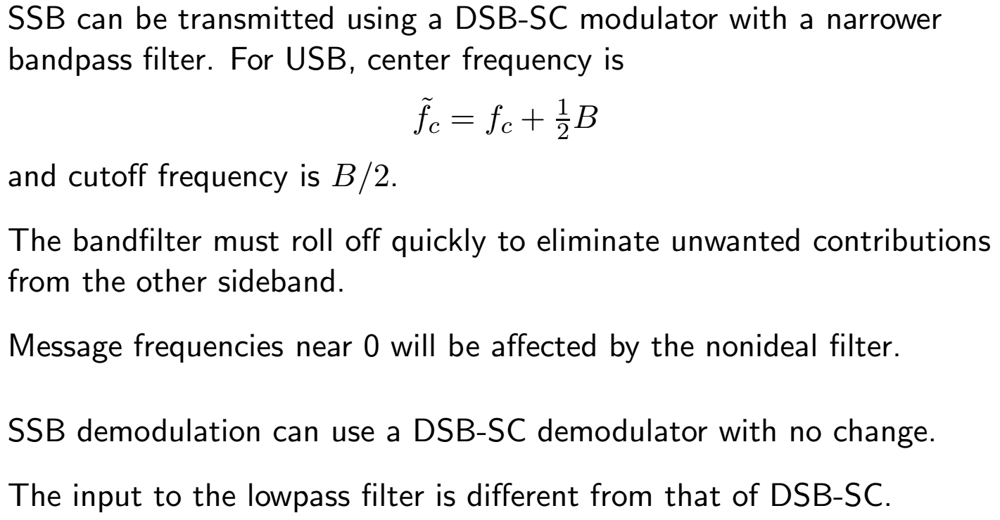 SSB can be transmitted using a DSB-SC modulator with a narrower
bandpass filter. For USB, center frequency is
f̃_c = f_c + ½B
and cutoff frequency is B/2.
The bandfilter must roll off quickly to eliminate unwanted contributions
from the other sideband.
Message frequencies near 0 will be affected by the nonideal filter.
SSB demodulation can use a DSB-SC demodulator with no change.
The input to the lowpass filter is different from that of DSB-SC.